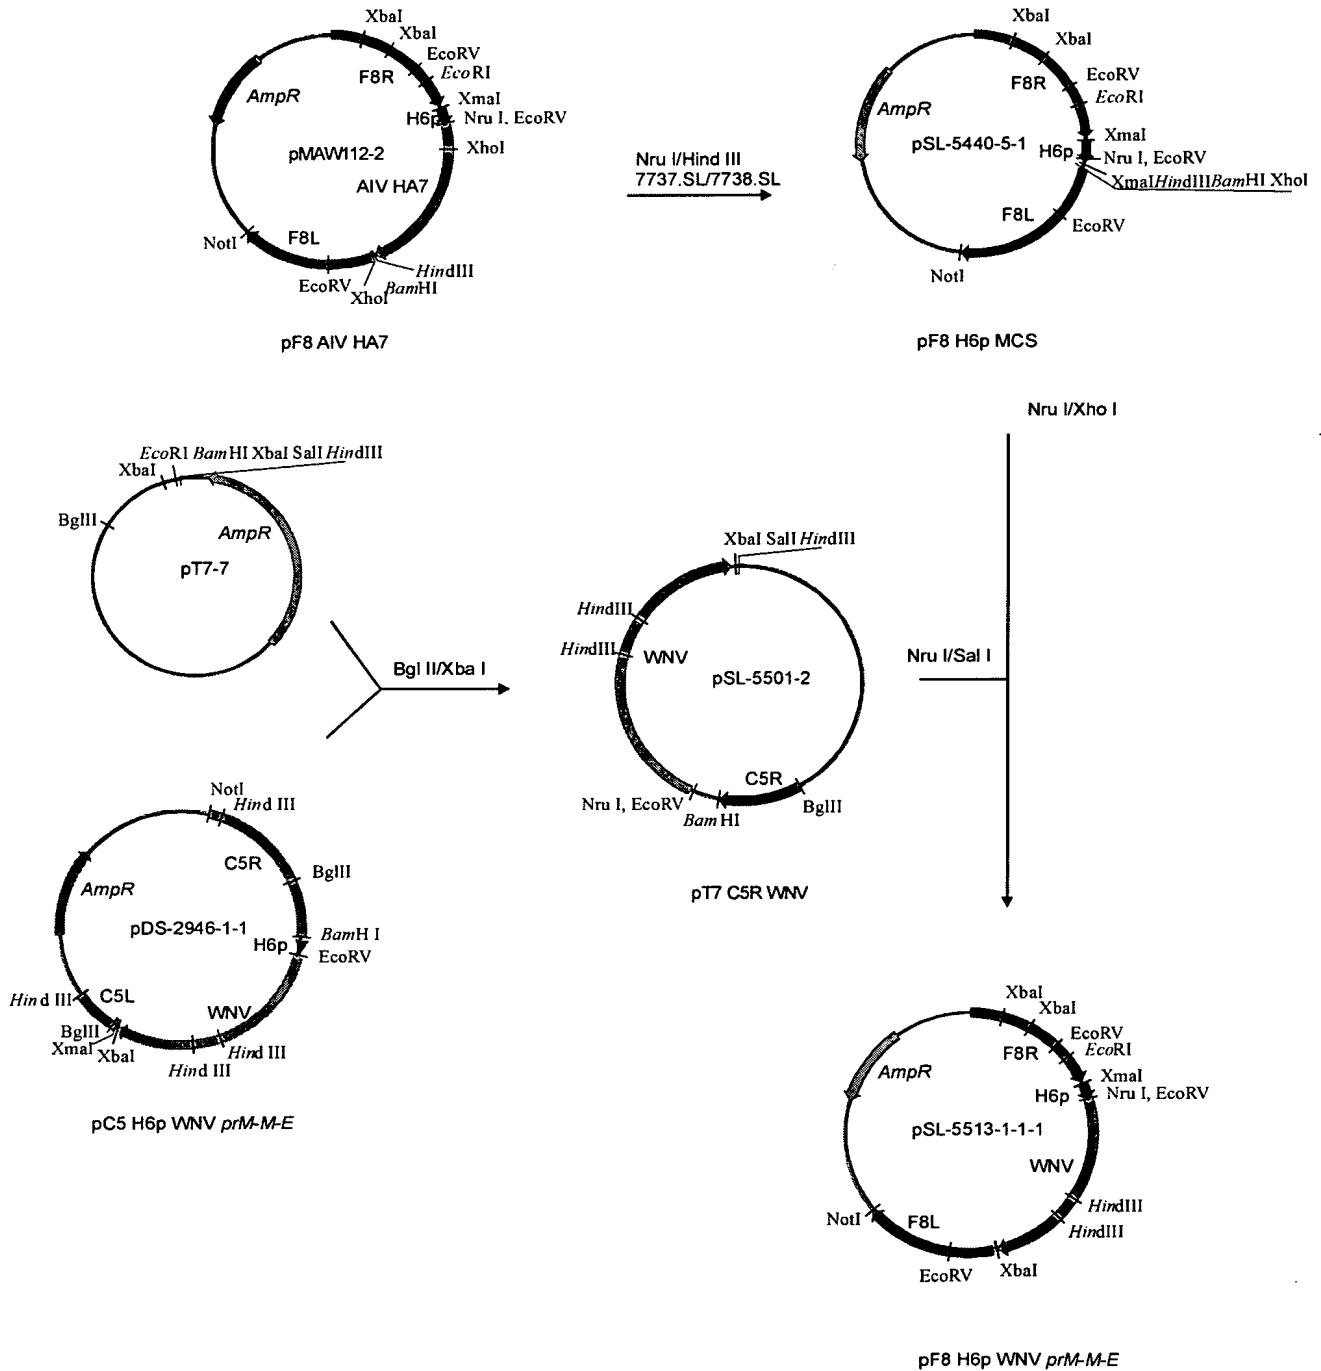 XbaI
XbaI
EcoRV
EcoRI
F8R
AmpR
XmaI
H6p
Nru I, EcoRV
pMAW112-2
XhoI
AIV HA7
NotI
F8L
HindIII
EcoRV
BamHI
XhoI
pF8 AIV HA7
Nru I/Hind III
7737.SL/7738.SL
XbaI
XbaI
F8R
EcoRV
EcoRI
AmpR
XmaI
pSL-5440-5-1
H6p
Nru I, EcoRV
XmaIHindIIIBamHI XhoI
F8L
EcoRV
NotI
pF8 H6p MCS
Nru I/Xho I
EcoRI BamHI XbaI SalI HindIII
XbaI
BglII
AmpR
pT7-7
Bgl II/Xba I
XbaI SalI HindIII
HindIII
HindIII
WNV
pSL-5501-2
C5R
Nru I, EcoRV
BamHI
BglII
pT7 C5R WNV
Nru I/Sal I
NotI
Hind III
C5R
BglII
AmpR
pDS-2946-1-1
BamH I
H6p
EcoRV
C5L
Hind III
WNV
BglII
XmaI
XbaI
Hind III
Hind III
pC5 H6p WNV prM-M-E
XbaI
XbaI
EcoRV
F8R
EcoRI
AmpR
XmaI
H6p
Nru I, EcoRV
pSL-5513-1-1-1
WNV
HindIII
HindIII
NotI
F8L
EcoRV
XbaI
pF8 H6p WNV prM-M-E